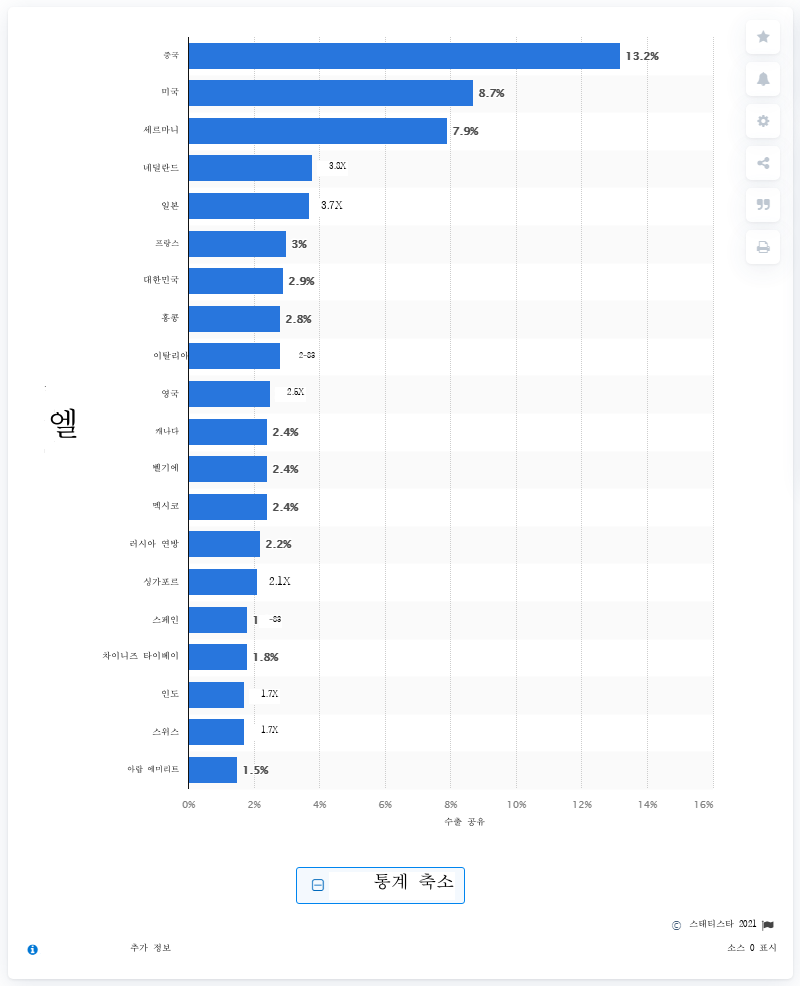 중국 13.2%
미국 8.7%
세르마니 7.9%
네덜란드
일본 3.7X
프랑스 3%
대한민국 2.9%
홍콩 2.8%
이탈리아
영국 2.5X
엘
캐나다 2.4%
벨기에 2.4%
멕시코 2.4%
러시아 연방 2.2%
싱가포르 2.1X
스페인 1
차이니즈 타이베이 1.8%
인도 1.7X
스위스 1.7X
아랍 에미리트 1.5%
0% 2% 4% 6% 8% 10% 12% 14% 16%
수출 공유
통계 축소
© 스태티스타 2021
추가 정보 소스 0 표시